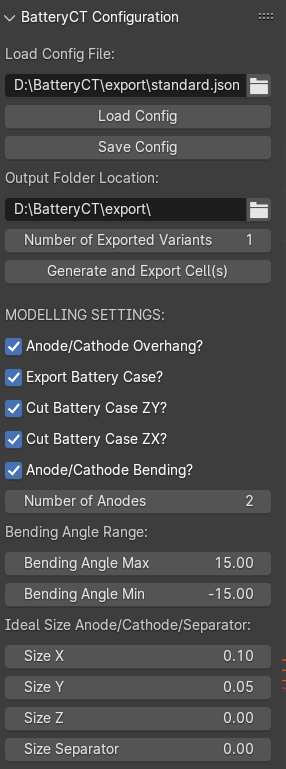 BatteryCT Configuration
Load Config File:
D:\BatteryCT\export\standard.json
Load Config
Save Config
Output Folder Location:
D:\BatteryCT\export\
Number of Exported Variants 1
Generate and Export Cell(s)
MODELLING SETTINGS:
Anode/Cathode Overhang?
Export Battery Case?
Cut Battery Case ZY?
Cut Battery Case ZX?
Anode/Cathode Bending?
Number of Anodes 2
Bending Angle Range:
Bending Angle Max 15.00
Bending Angle Min -15.00
Ideal Size Anode/Cathode/Separator:
Size X 0.10
Size Y 0.05
Size Z 0.00
Size Separator 0.00